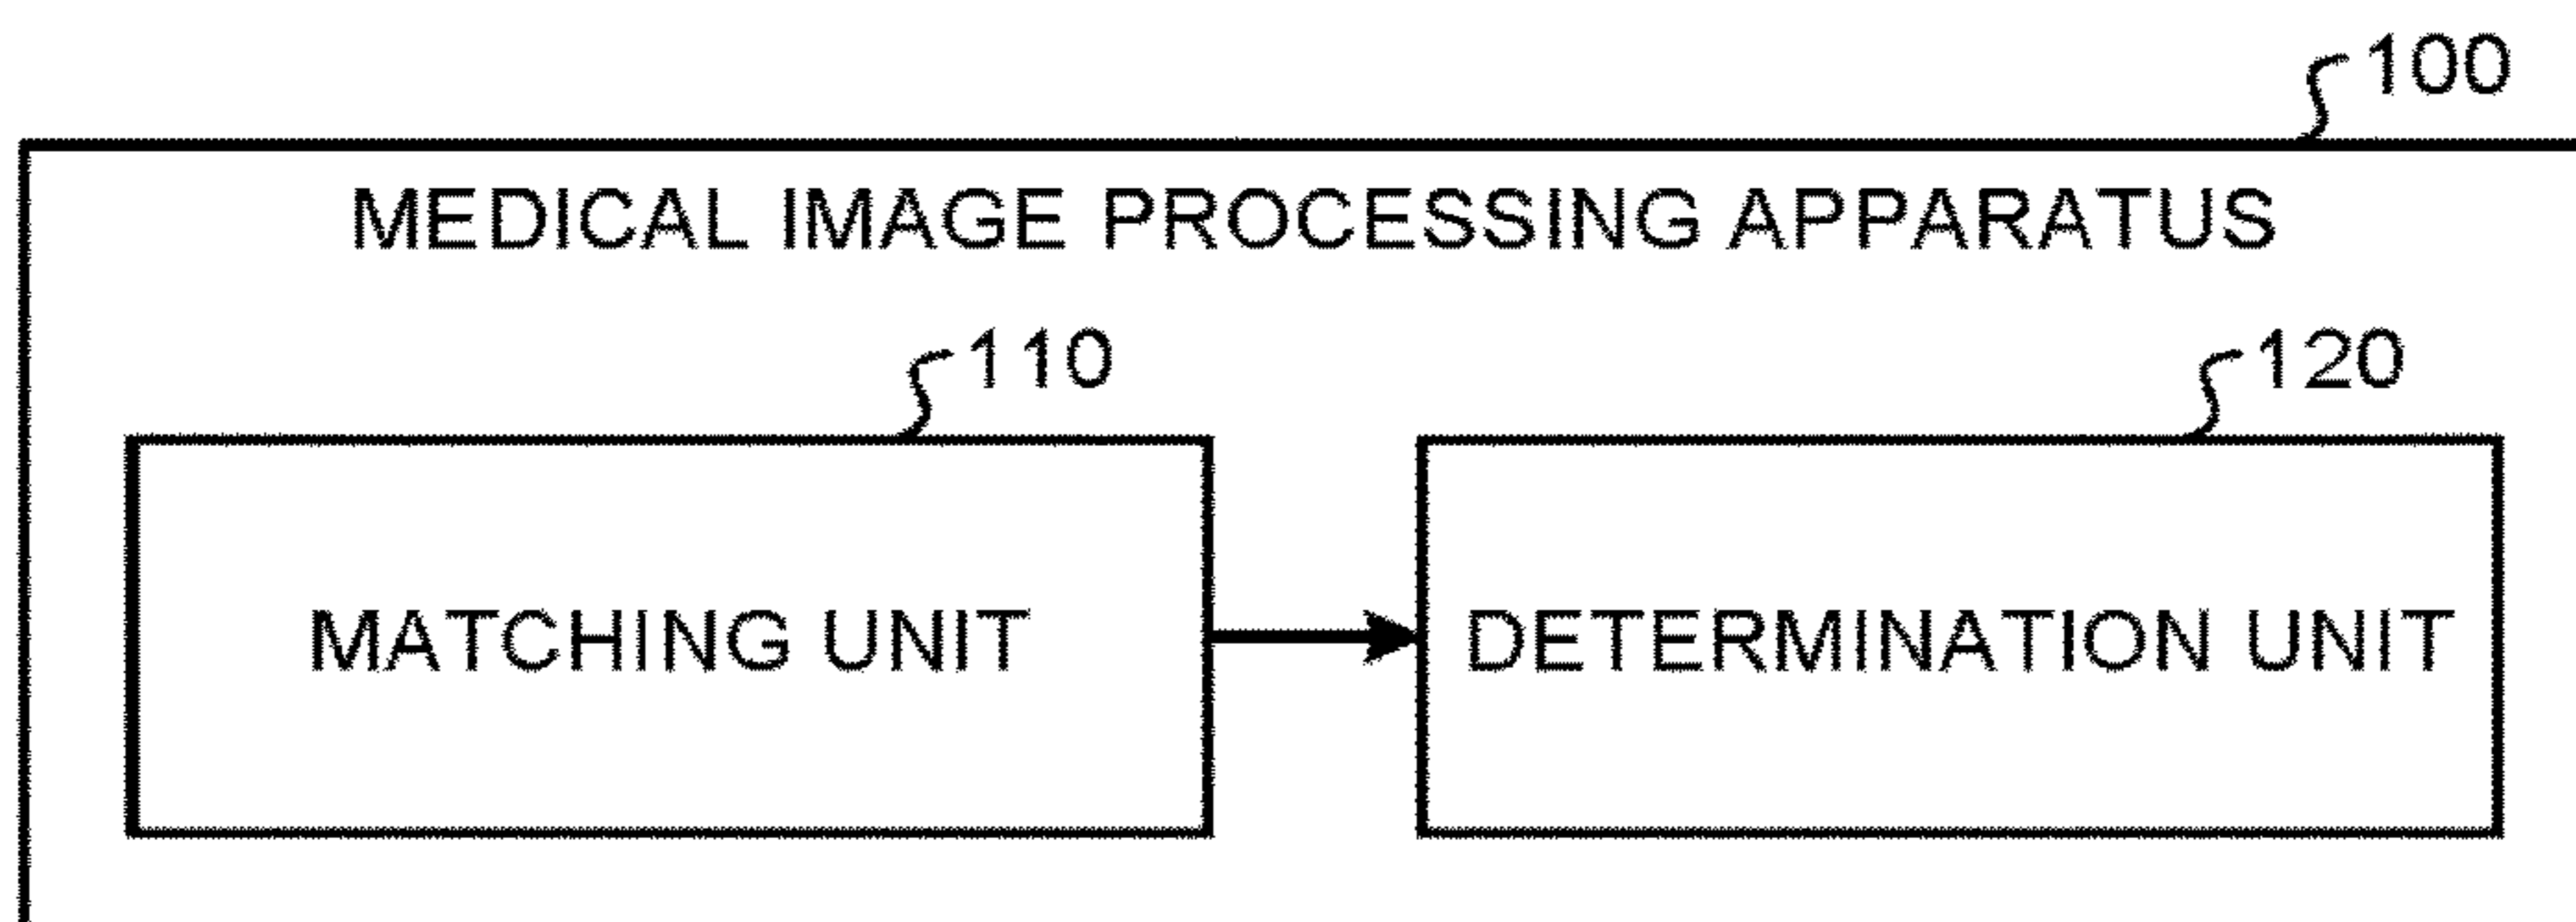 100
MEDICAL IMAGE PROCESSING APPARATUS
110
120
MATCHING UNIT
DETERMINATION UNIT